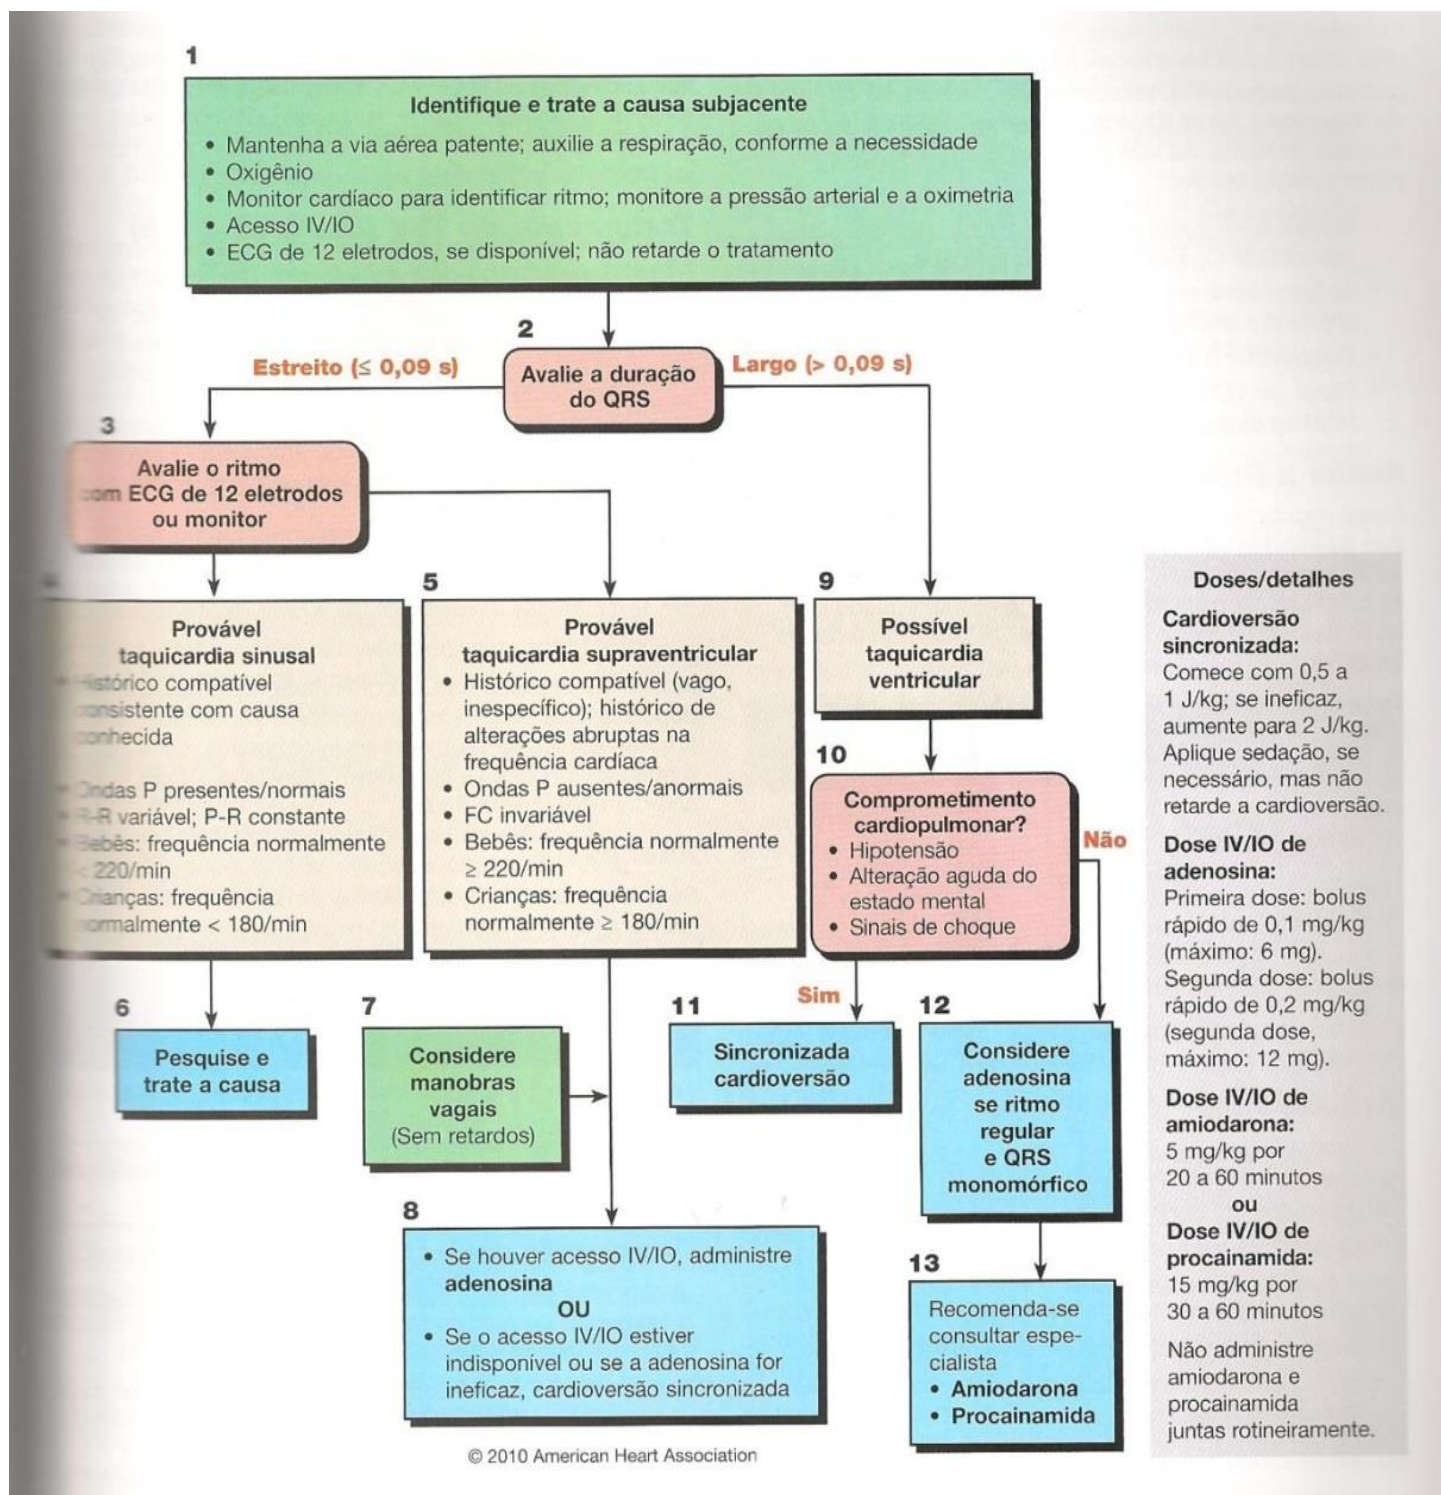 1
Identifique e trate a causa subjacente
• Mantenha a via aérea patente; auxilie a respiração, conforme a necessidade
• Oxigênio
• Monitor cardíaco para identificar ritmo; monitore a pressão arterial e a oximetria
• Acesso IV/IO
• ECG de 12 eletrodos, se disponível; não retarde o tratamento
2
Avalie a duração
do QRS
Estreito (≤ 0,09 s)
Largo (> 0,09 s)
3
Avalie o ritmo
com ECG de 12 eletrodos
ou monitor
Provável
taquicardia sinusal
• Histórico compatível
consistente com causa
conhecida
• Ondas P presentes/normais
• R-R variável; P-R constante
• Bebês: frequência normalmente
< 220/min
• Crianças: frequência
normalmente < 180/min
5
Provável
taquicardia supraventricular
• Histórico compatível (vago,
inespecífico); histórico de
alterações abruptas na
frequência cardíaca
• Ondas P ausentes/anormais
• FC invariável
• Bebês: frequência normalmente
≥ 220/min
• Crianças: frequência
normalmente ≥ 180/min
9
Possível
taquicardia
ventricular
10
Comprometimento
cardiopulmonar?
• Hipotensão
• Alteração aguda do
estado mental
• Sinais de choque
Não
Sim
6
Pesquise e
trate a causa
7
Considere
manobras
vagais
(Sem retardos)
11
Sincronizada
cardioversão
12
Considere
adenosina
se ritmo
regular
e QRS
monomórfico
8
• Se houver acesso IV/IO, administre
adenosina
OU
• Se o acesso IV/IO estiver
indisponível ou se a adenosina for
ineficaz, cardioversão sincronizada
13
Recomenda-se
consultar espe-
cialista
• Amiodarona
• Procainamida
Doses/detalhes
Cardioversão
sincronizada:
Comece com 0,5 a
1 J/kg; se ineficaz,
aumente para 2 J/kg.
Aplique sedação, se
necessário, mas não
retarde a cardioversão.
Dose IV/IO de
adenosina:
Primeira dose: bolus
rápido de 0,1 mg/kg
(máximo: 6 mg).
Segunda dose: bolus
rápido de 0,2 mg/kg
(segunda dose,
máximo: 12 mg).
Dose IV/IO de
amiodarona:
5 mg/kg por
20 a 60 minutos
ou
Dose IV/IO de
procainamida:
15 mg/kg por
30 a 60 minutos
Não administre
amiodarona e
procainamida
juntas rotineiramente.
© 2010 American Heart Association